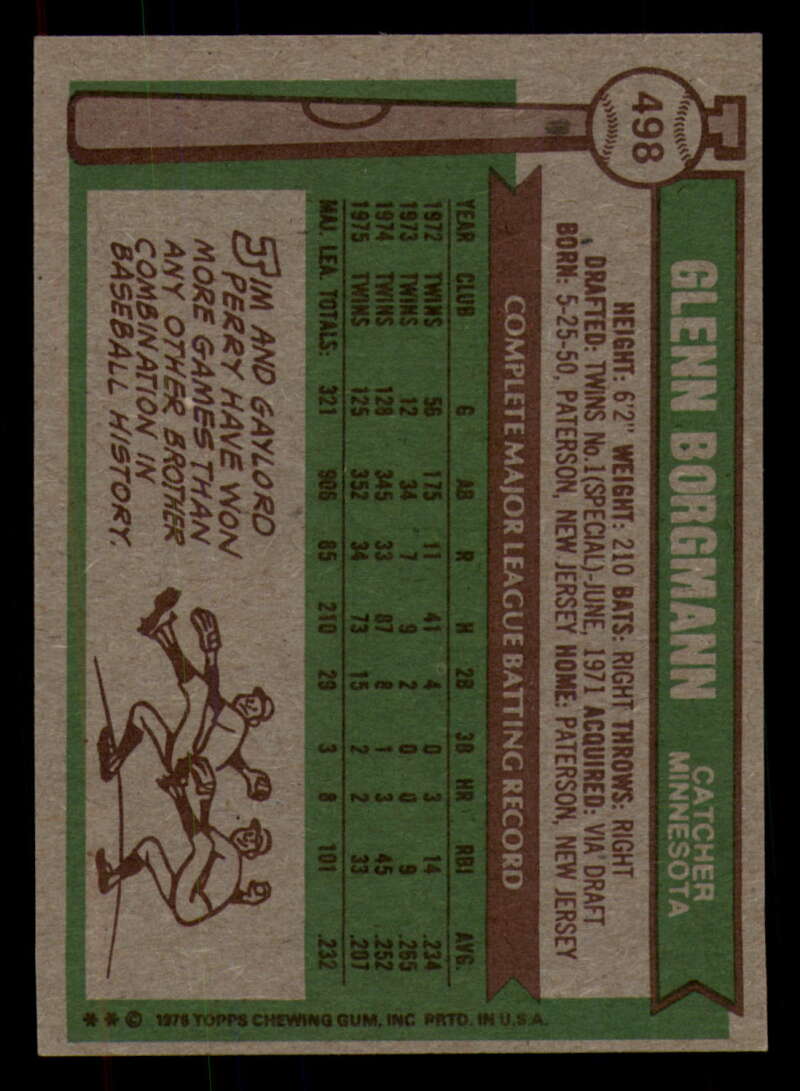 498
GLENN BORGMANN
CATCHER
MINNESOTA
HEIGHT: 6'2" WEIGHT: 210 BATS: RIGHT THROWS: RIGHT
DRAFTED: TWINS No.1(SPECIAL)-JUNE, 1971 ACQUIRED: VIA DRAFT
BORN: 5-25-50, PATERSON, NEW JERSEY HOME: PATERSON, NEW JERSEY
COMPLETE MAJOR LEAGUE BATTING RECORD
YEAR CLUB G AB R H 2B 3B HR RBI AVG.
1972 TWINS 56 175 11 41 4 0 3 14 .234
1973 TWINS 12 34 7 9 2 0 0 9 .265
1974 TWINS 128 345 33 87 8 1 3 45 .252
1975 TWINS 125 352 34 73 15 2 2 33 .207
MAJ. LEA. TOTALS: 321 906 85 210 29 3 8 101 .232
JIM AND GAYLORD
PERRY HAVE WON
MORE GAMES THAN
ANY OTHER BROTHER
COMBINATION IN
BASEBALL HISTORY.
** © 1976 TOPPS CHEWING GUM, INC PRTD. IN U.S.A.